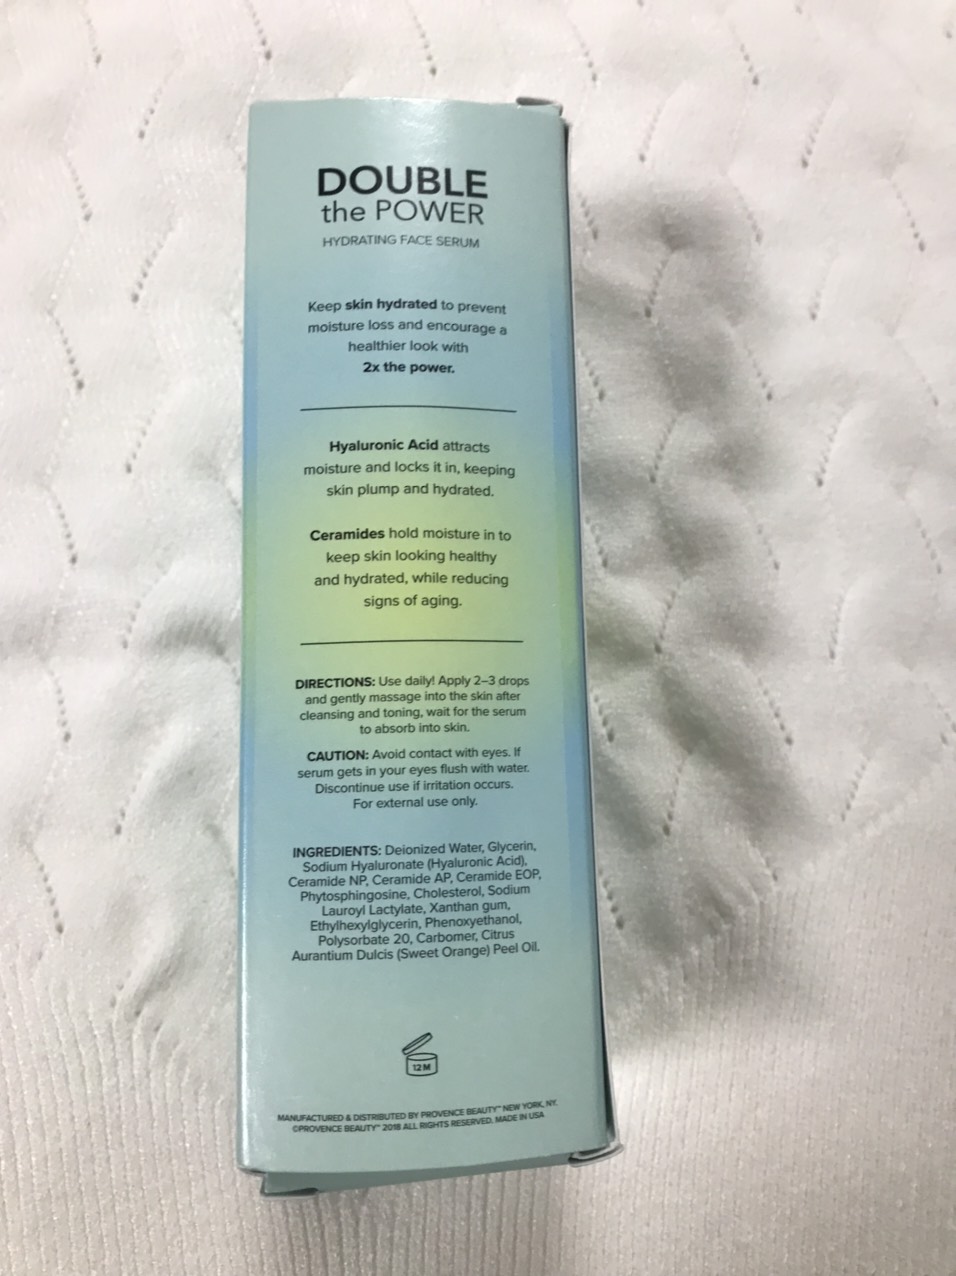 DOUBLE
the POWER
HYDRATING FACE SERUM
Keep skin hydrated to prevent
moisture loss and encourage a
healthier look with
2x the power.
Hyaluronic Acid attracts
moisture and locks it in, keeping
skin plump and hydrated.
Ceramides hold moisture in to
keep skin looking healthy
and hydrated, while reducing
signs of aging.
DIRECTIONS: Use daily! Apply 2–3 drops
and gently massage into the skin after
cleansing and toning, wait for the serum
to absorb into skin.
CAUTION: Avoid contact with eyes. If
serum gets in your eyes flush with water.
Discontinue use if irritation occurs.
For external use only.
INGREDIENTS: Deionized Water, Glycerin,
Sodium Hyaluronate (Hyaluronic Acid),
Ceramide NP, Ceramide AP, Ceramide EOP,
Phytosphingosine, Cholesterol, Sodium
Lauroyl Lactylate, Xanthan gum,
Ethylhexylglycerin, Phenoxyethanol,
Polysorbate 20, Carbomer, Citrus
Aurantium Dulcis (Sweet Orange) Peel Oil.
12 M
MANUFACTURED & DISTRIBUTED BY PROVENCE BEAUTY™ NEW YORK, NY.
©PROVENCE BEAUTY™ 2018 ALL RIGHTS RESERVED. MADE IN USA